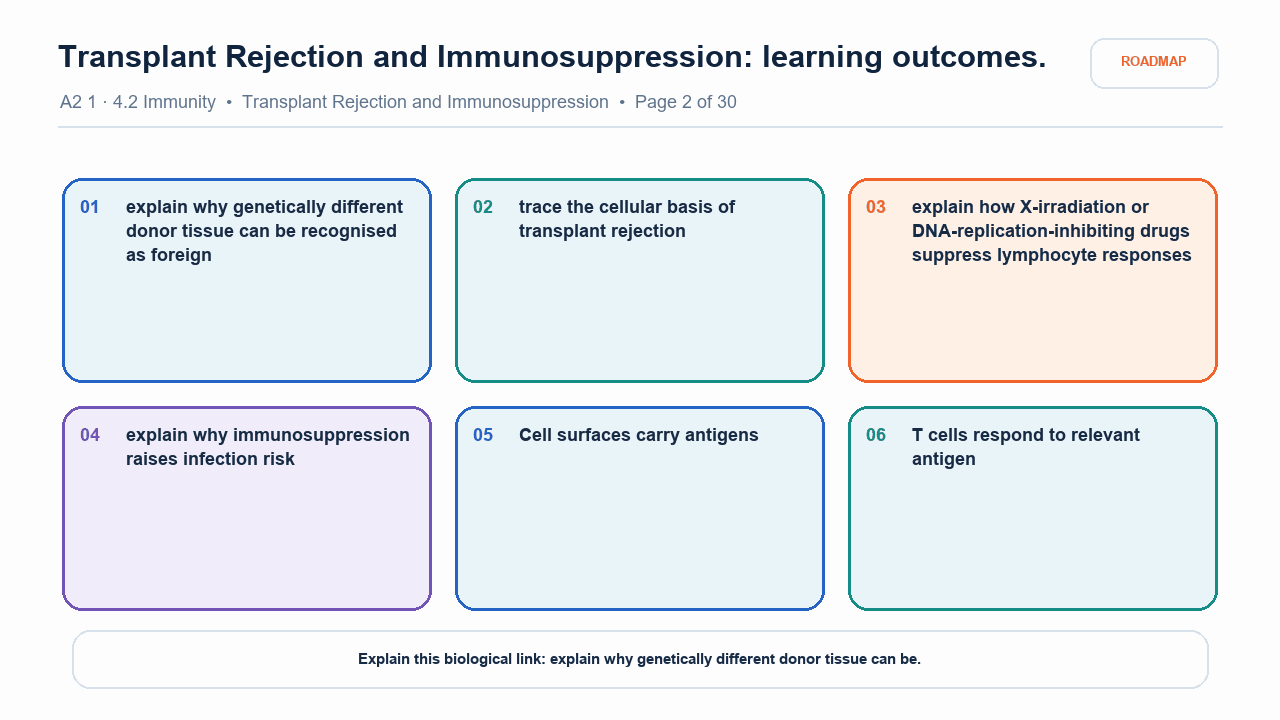 Transplant Rejection and Immunosuppression: learning outcomes.
ROADMAP
A2 1 · 4.2 Immunity • Transplant Rejection and Immunosuppression • Page 2 of 30
01
explain why genetically different
donor tissue can be recognised
as foreign
02
trace the cellular basis of
transplant rejection
03
explain how X-irradiation or
DNA-replication-inhibiting drugs
suppress lymphocyte responses
04
explain why immunosuppression
raises infection risk
05
Cell surfaces carry antigens
06
T cells respond to relevant
antigen
Explain this biological link: explain why genetically different donor tissue can be.